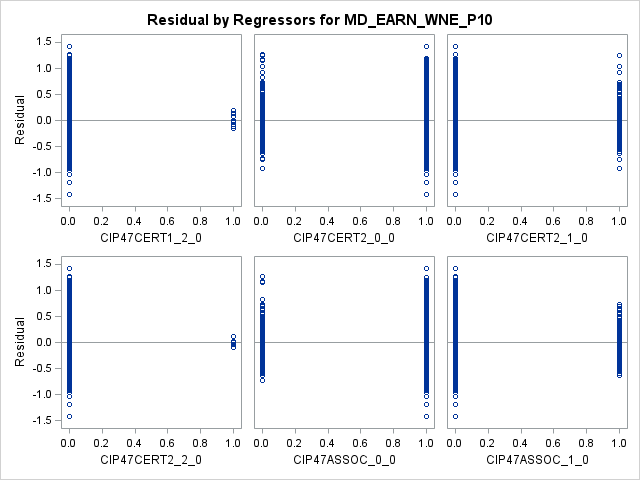 Residual by Regressors for MD_EARN_WNE_P10
Residual
1.5
1.0
0.5
0.0
-0.5
-1.0
-1.5
0.0 0.2 0.4 0.6 0.8 1.0
CIP47CERT1_2_0
0.0 0.2 0.4 0.6 0.8 1.0
CIP47CERT2_0_0
0.0 0.2 0.4 0.6 0.8 1.0
CIP47CERT2_1_0
Residual
1.5
1.0
0.5
0.0
-0.5
-1.0
-1.5
0.0 0.2 0.4 0.6 0.8 1.0
CIP47CERT2_2_0
0.0 0.2 0.4 0.6 0.8 1.0
CIP47ASSOC_0_0
0.0 0.2 0.4 0.6 0.8 1.0
CIP47ASSOC_1_0